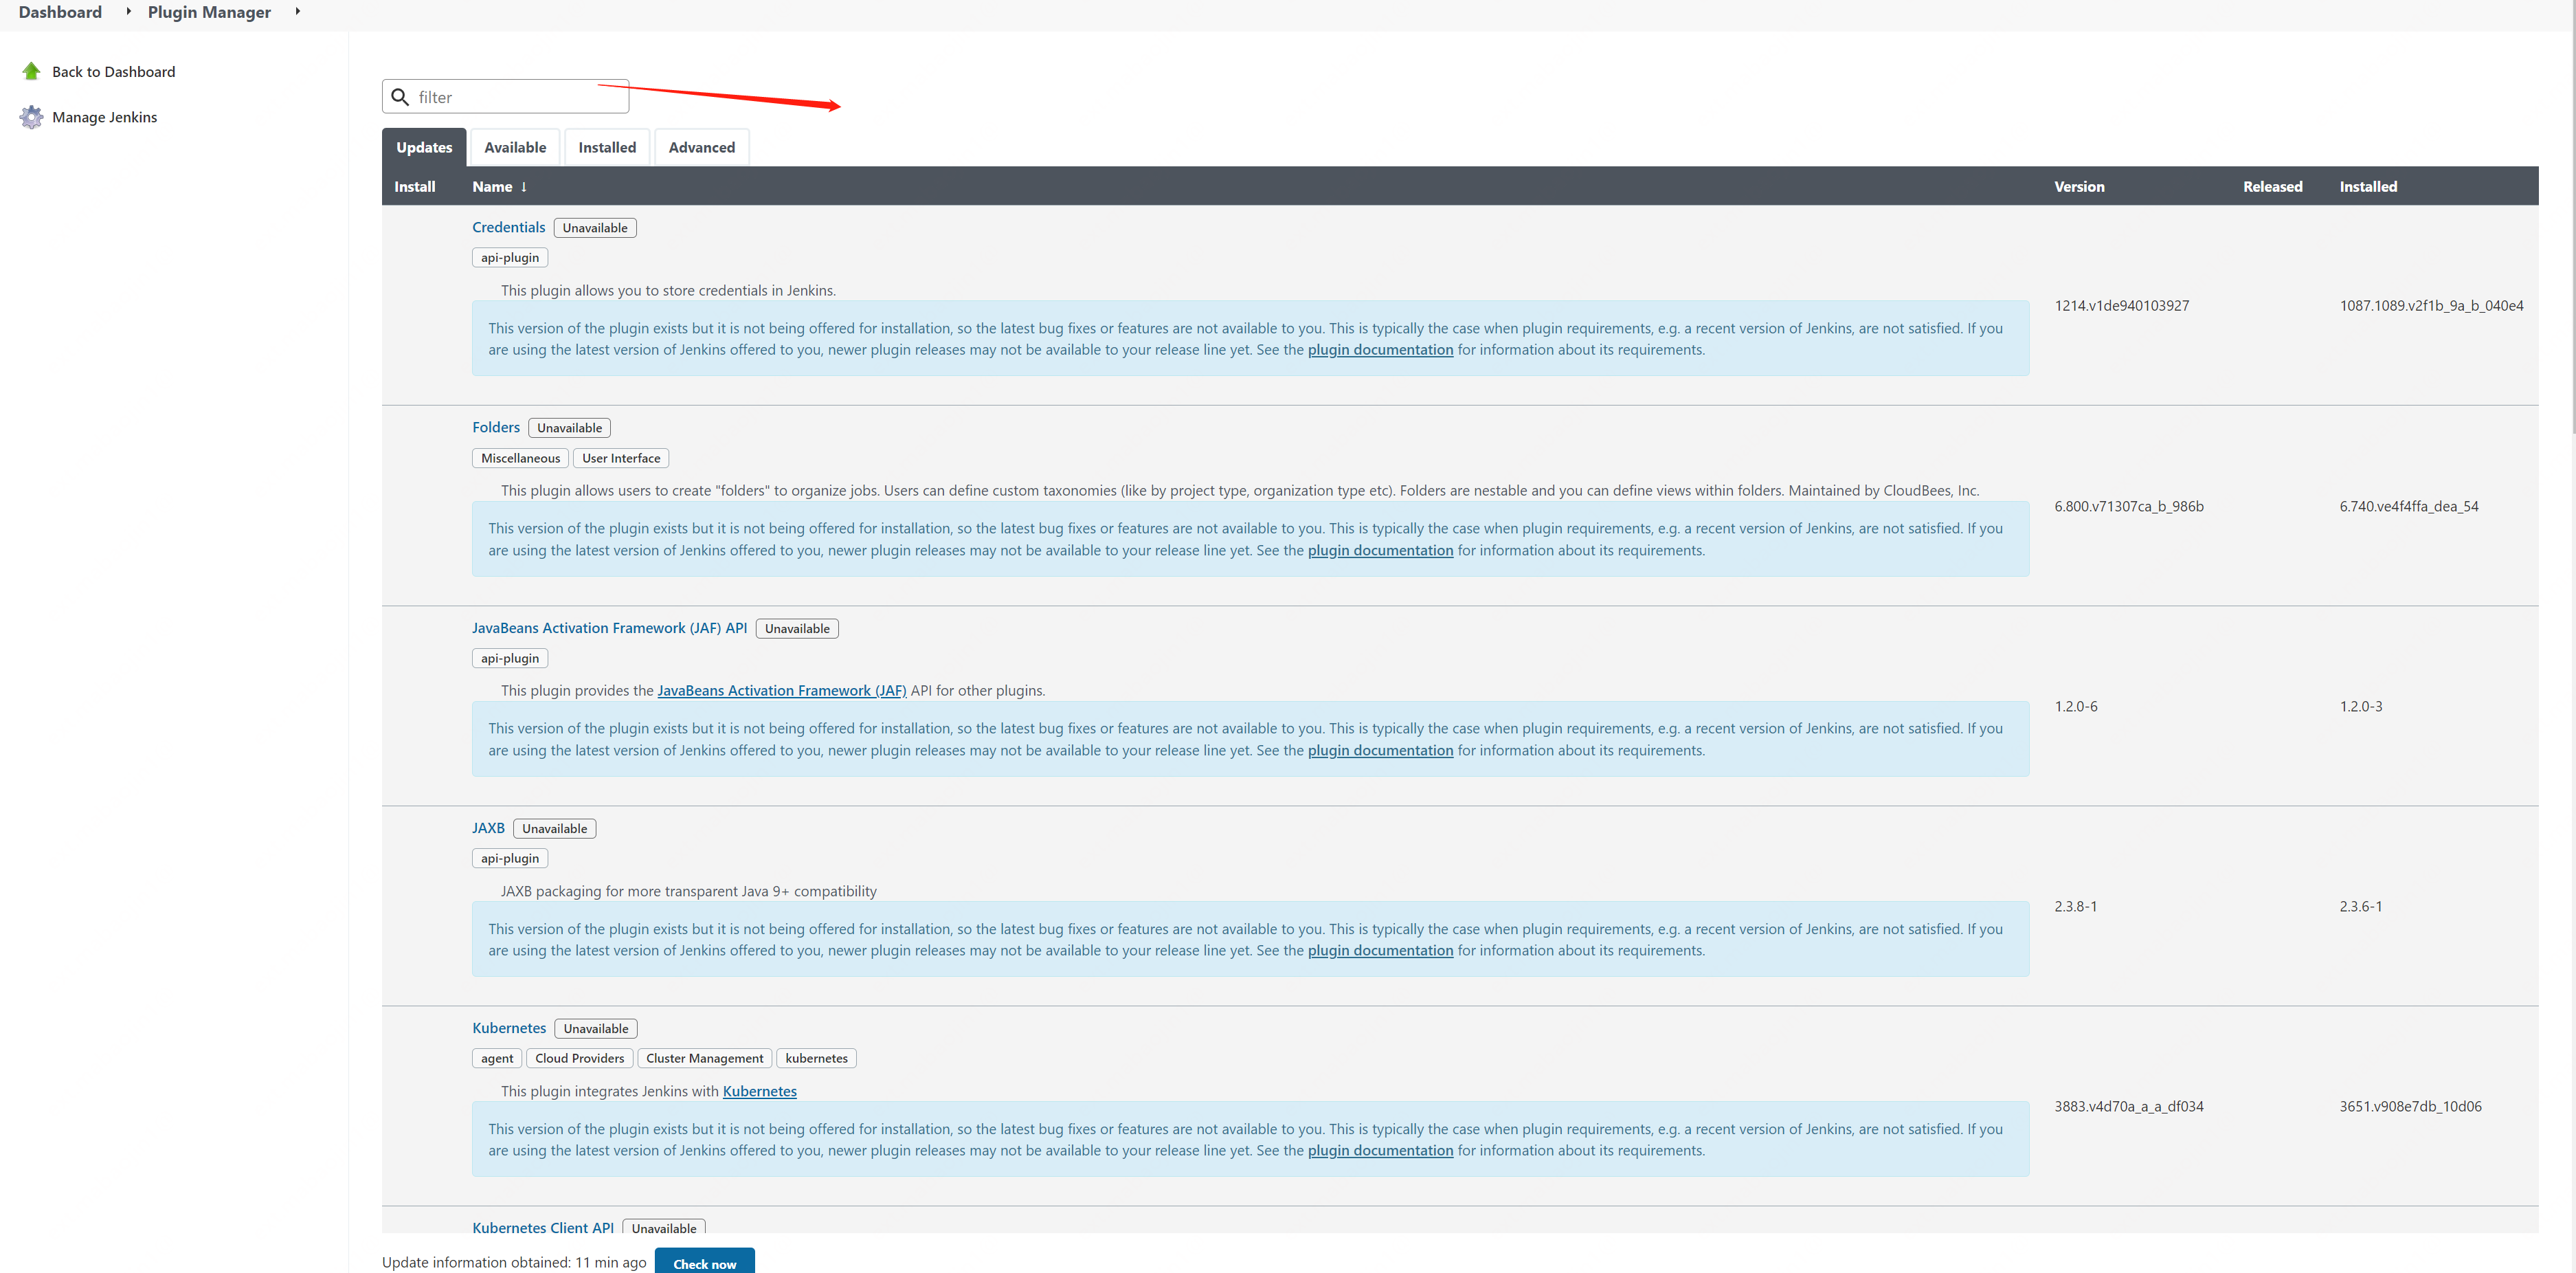 Dashboard Plugin Manager
Back to Dashboard
Manage Jenkins
filter
Updates Available Installed Advanced
Install Name ↓ Version Released Installed
Credentials Unavailable
api-plugin
This plugin allows you to store credentials in Jenkins.
This version of the plugin exists but it is not being offered for installation, so the latest bug fixes or features are not available to you. This is typically the case when plugin requirements, e.g. a recent version of Jenkins, are not satisfied. If you
are using the latest version of Jenkins offered to you, newer plugin releases may not be available to your release line yet. See the plugin documentation for information about its requirements.
1214.v1de940103927 1087.1089.v2f1b_9a_b_040e4
Folders Unavailable
Miscellaneous User Interface
This plugin allows users to create "folders" to organize jobs. Users can define custom taxonomies (like by project type, organization type etc). Folders are nestable and you can define views within folders. Maintained by CloudBees, Inc.
This version of the plugin exists but it is not being offered for installation, so the latest bug fixes or features are not available to you. This is typically the case when plugin requirements, e.g. a recent version of Jenkins, are not satisfied. If you
are using the latest version of Jenkins offered to you, newer plugin releases may not be available to your release line yet. See the plugin documentation for information about its requirements.
6.800.v71307ca_b_986b 6.740.ve4f4ffa_dea_54
JavaBeans Activation Framework (JAF) API Unavailable
api-plugin
This plugin provides the JavaBeans Activation Framework (JAF) API for other plugins.
This version of the plugin exists but it is not being offered for installation, so the latest bug fixes or features are not available to you. This is typically the case when plugin requirements, e.g. a recent version of Jenkins, are not satisfied. If you
are using the latest version of Jenkins offered to you, newer plugin releases may not be available to your release line yet. See the plugin documentation for information about its requirements.
1.2.0-6 1.2.0-3
JAXB Unavailable
api-plugin
JAXB packaging for more transparent Java 9+ compatibility
This version of the plugin exists but it is not being offered for installation, so the latest bug fixes or features are not available to you. This is typically the case when plugin requirements, e.g. a recent version of Jenkins, are not satisfied. If you
are using the latest version of Jenkins offered to you, newer plugin releases may not be available to your release line yet. See the plugin documentation for information about its requirements.
2.3.8-1 2.3.6-1
Kubernetes Unavailable
agent Cloud Providers Cluster Management kubernetes
This plugin integrates Jenkins with Kubernetes
This version of the plugin exists but it is not being offered for installation, so the latest bug fixes or features are not available to you. This is typically the case when plugin requirements, e.g. a recent version of Jenkins, are not satisfied. If you
are using the latest version of Jenkins offered to you, newer plugin releases may not be available to your release line yet. See the plugin documentation for information about its requirements.
3883.v4d70a_a_a_df034 3651.v908e7db_10d06
Kubernetes Client API Unavailable
Update information obtained: 11 min ago Check now